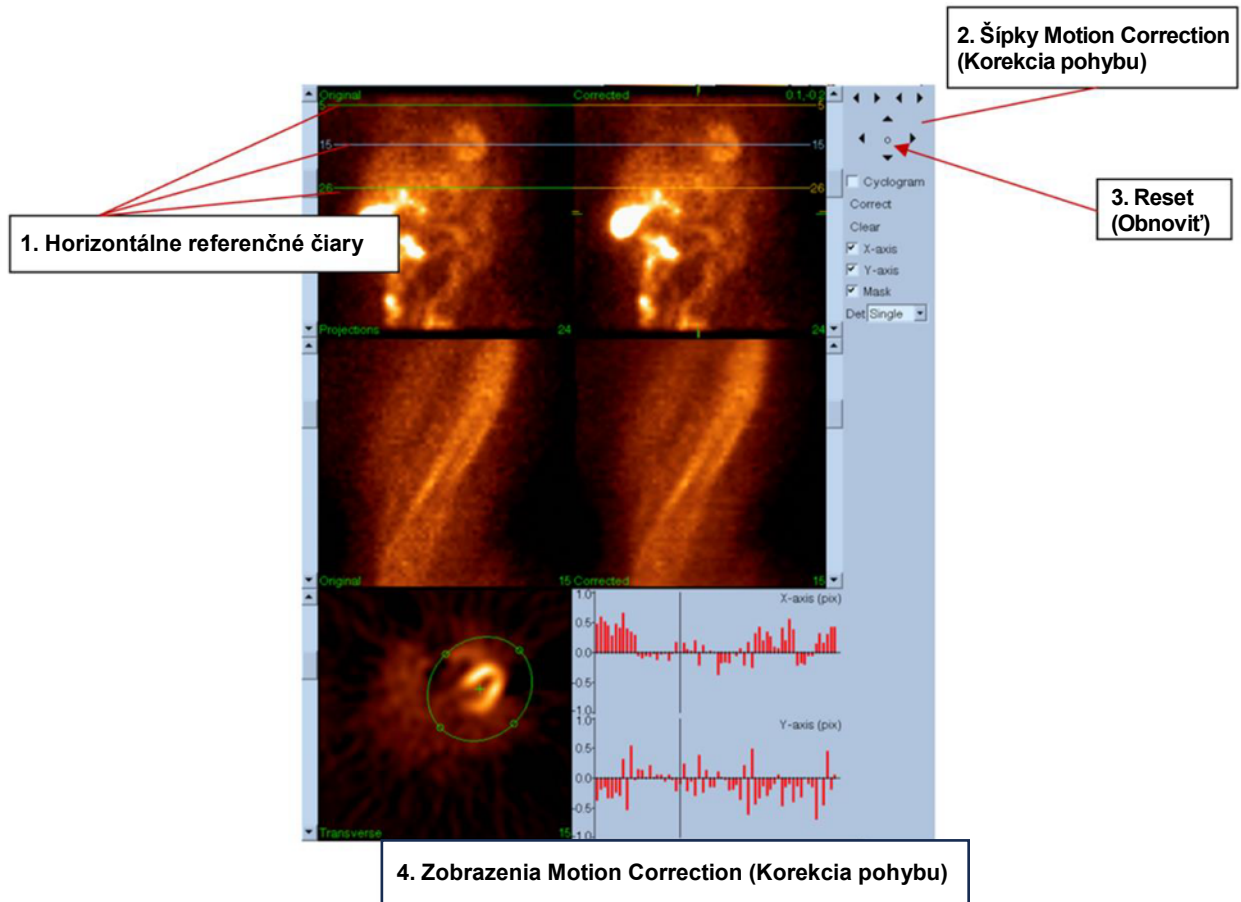 2. Šípky Motion Correction
(Korekcia pohybu)
Original
Corrected
0.1,-0.2
5
5
15
15
26
26
Cyclogram
Correct
Clear
X-axis
Y-axis
Mask
Det Single
3. Reset
(Obnoviť)
1. Horizontálne referenčné čiary
Projections
24
24
Original
15
Corrected
15
1.0
X-axis (pix)
0.5
0.0
-0.5
-1.0
1.0
Y-axis (pix)
0.5
0.0
-0.5
-1.0
Transverse
15
4. Zobrazenia Motion Correction (Korekcia pohybu)